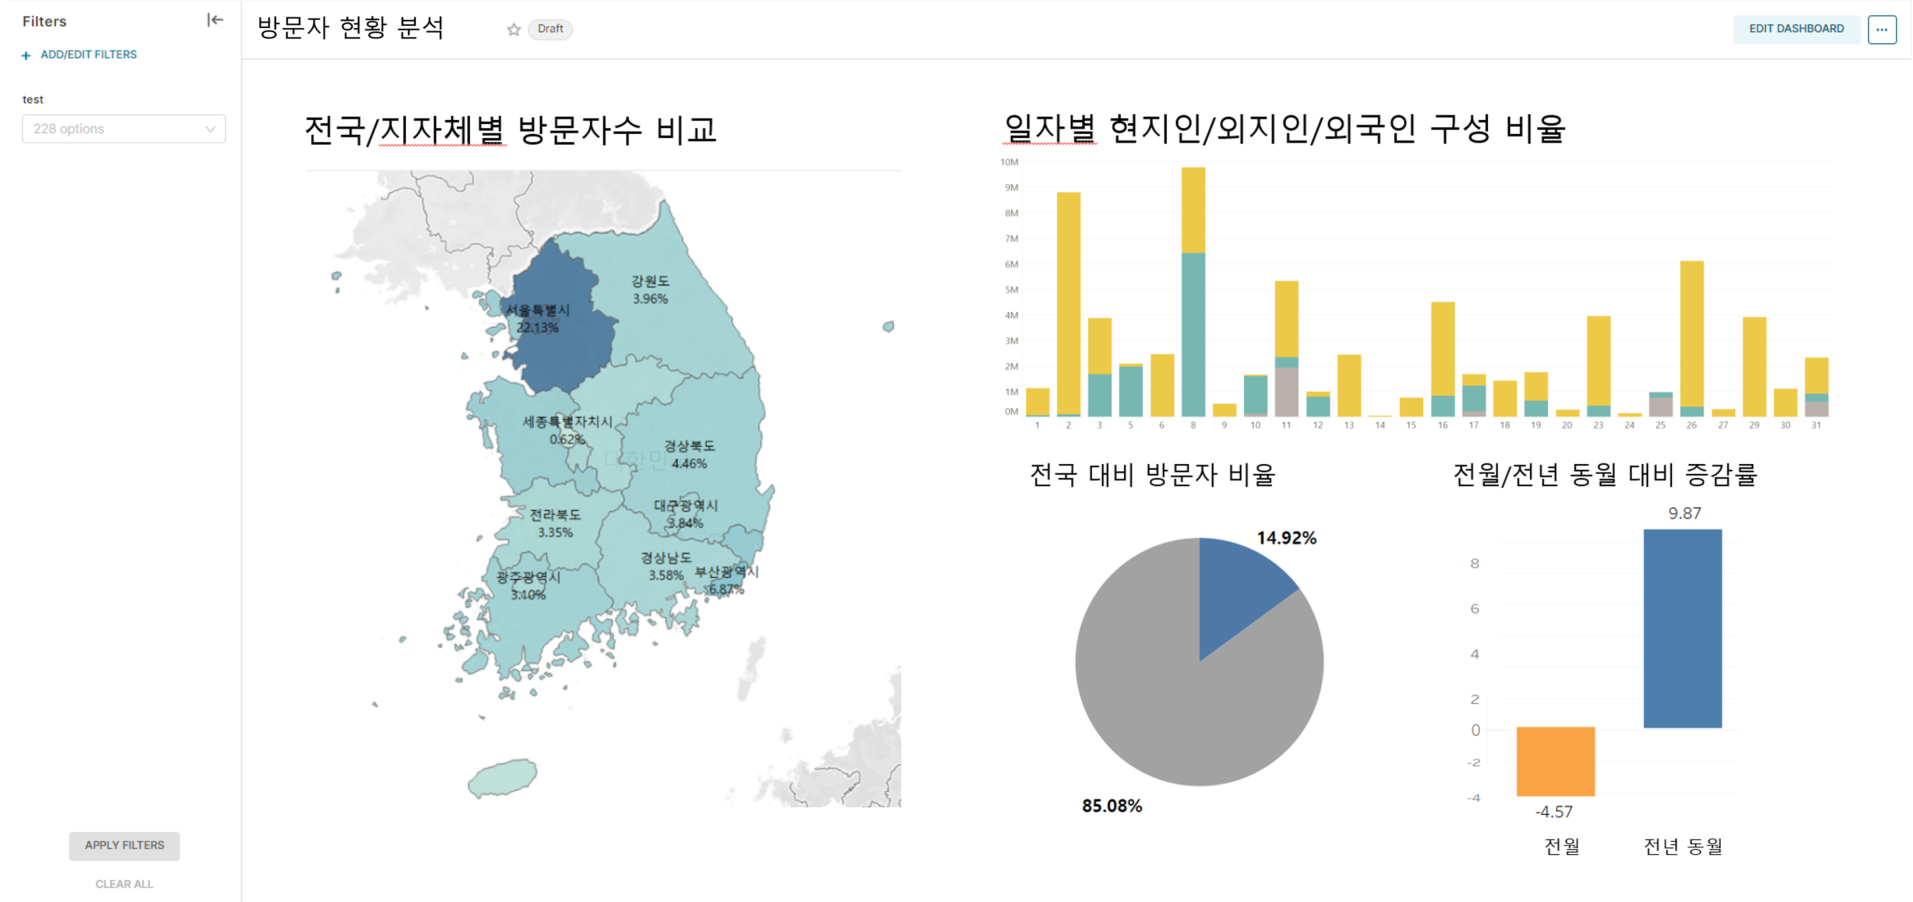 Filters
+ ADD/EDIT FILTERS
test
228 options
APPLY FILTERS
CLEAR ALL
방문자 현황 분석
Draft
EDIT DASHBOARD
...
전국/지자체별 방문자수 비교
강원도
3.96%
서울특별시
22.13%
세종특별자치시
0.62%
대한민
경상북도
4.46%
대구광역시
3.84%
전라북도
3.35%
경상남도
3.58%
부산광역시
6.87%
광주광역시
3.10%
일자별 현지인/외지인/외국인 구성 비율
10M
9M
8M
7M
6M
5M
4M
3M
2M
1M
0M
1 2 3 5 6 8 9 10 11 12 13 14 15 16 17 18 19 20 23 24 25 26 27 29 30 31
전국 대비 방문자 비율
14.92%
85.08%
전월/전년 동월 대비 증감률
9.87
8
6
4
2
0
-2
-4
-4.57
전월 전년 동월